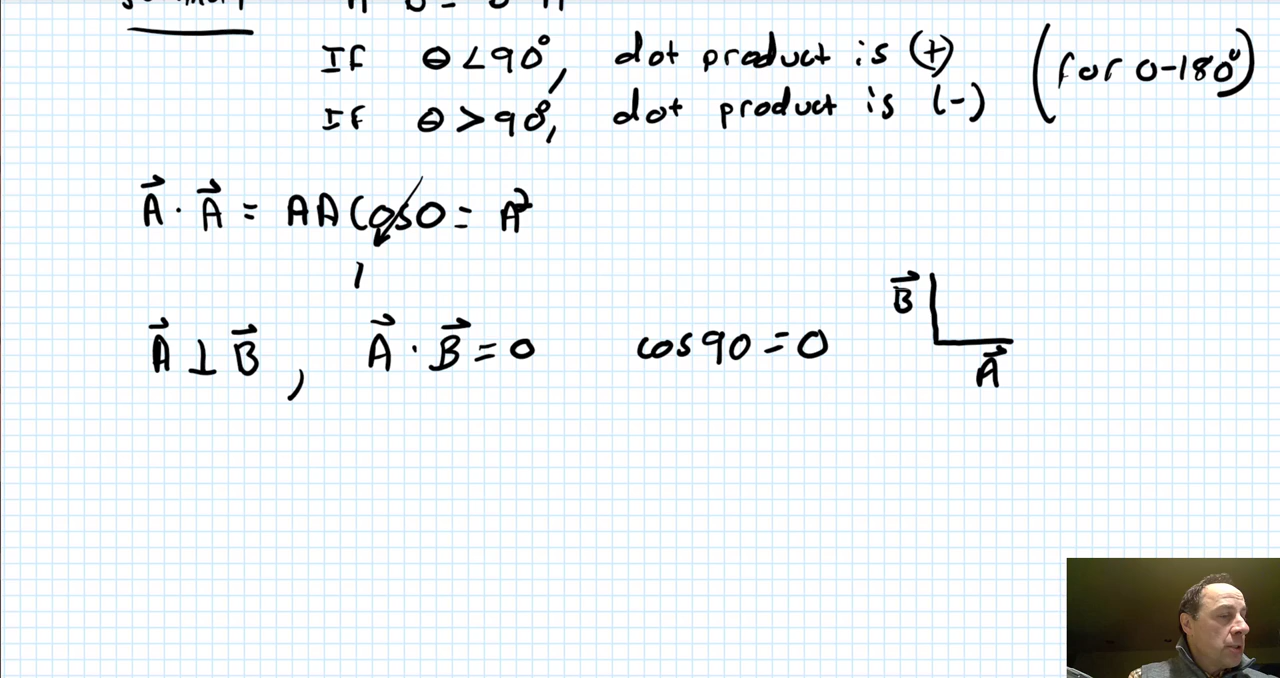 If θ < 90°, dot product is (+) (for 0-180°)
If θ > 90°, dot product is (-)
A⃗ · A⃗ = AA cos 0 = A²
1
A⃗ ⊥ B⃗, A⃗ · B⃗ = 0 cos 90 = 0
B⃗
A⃗